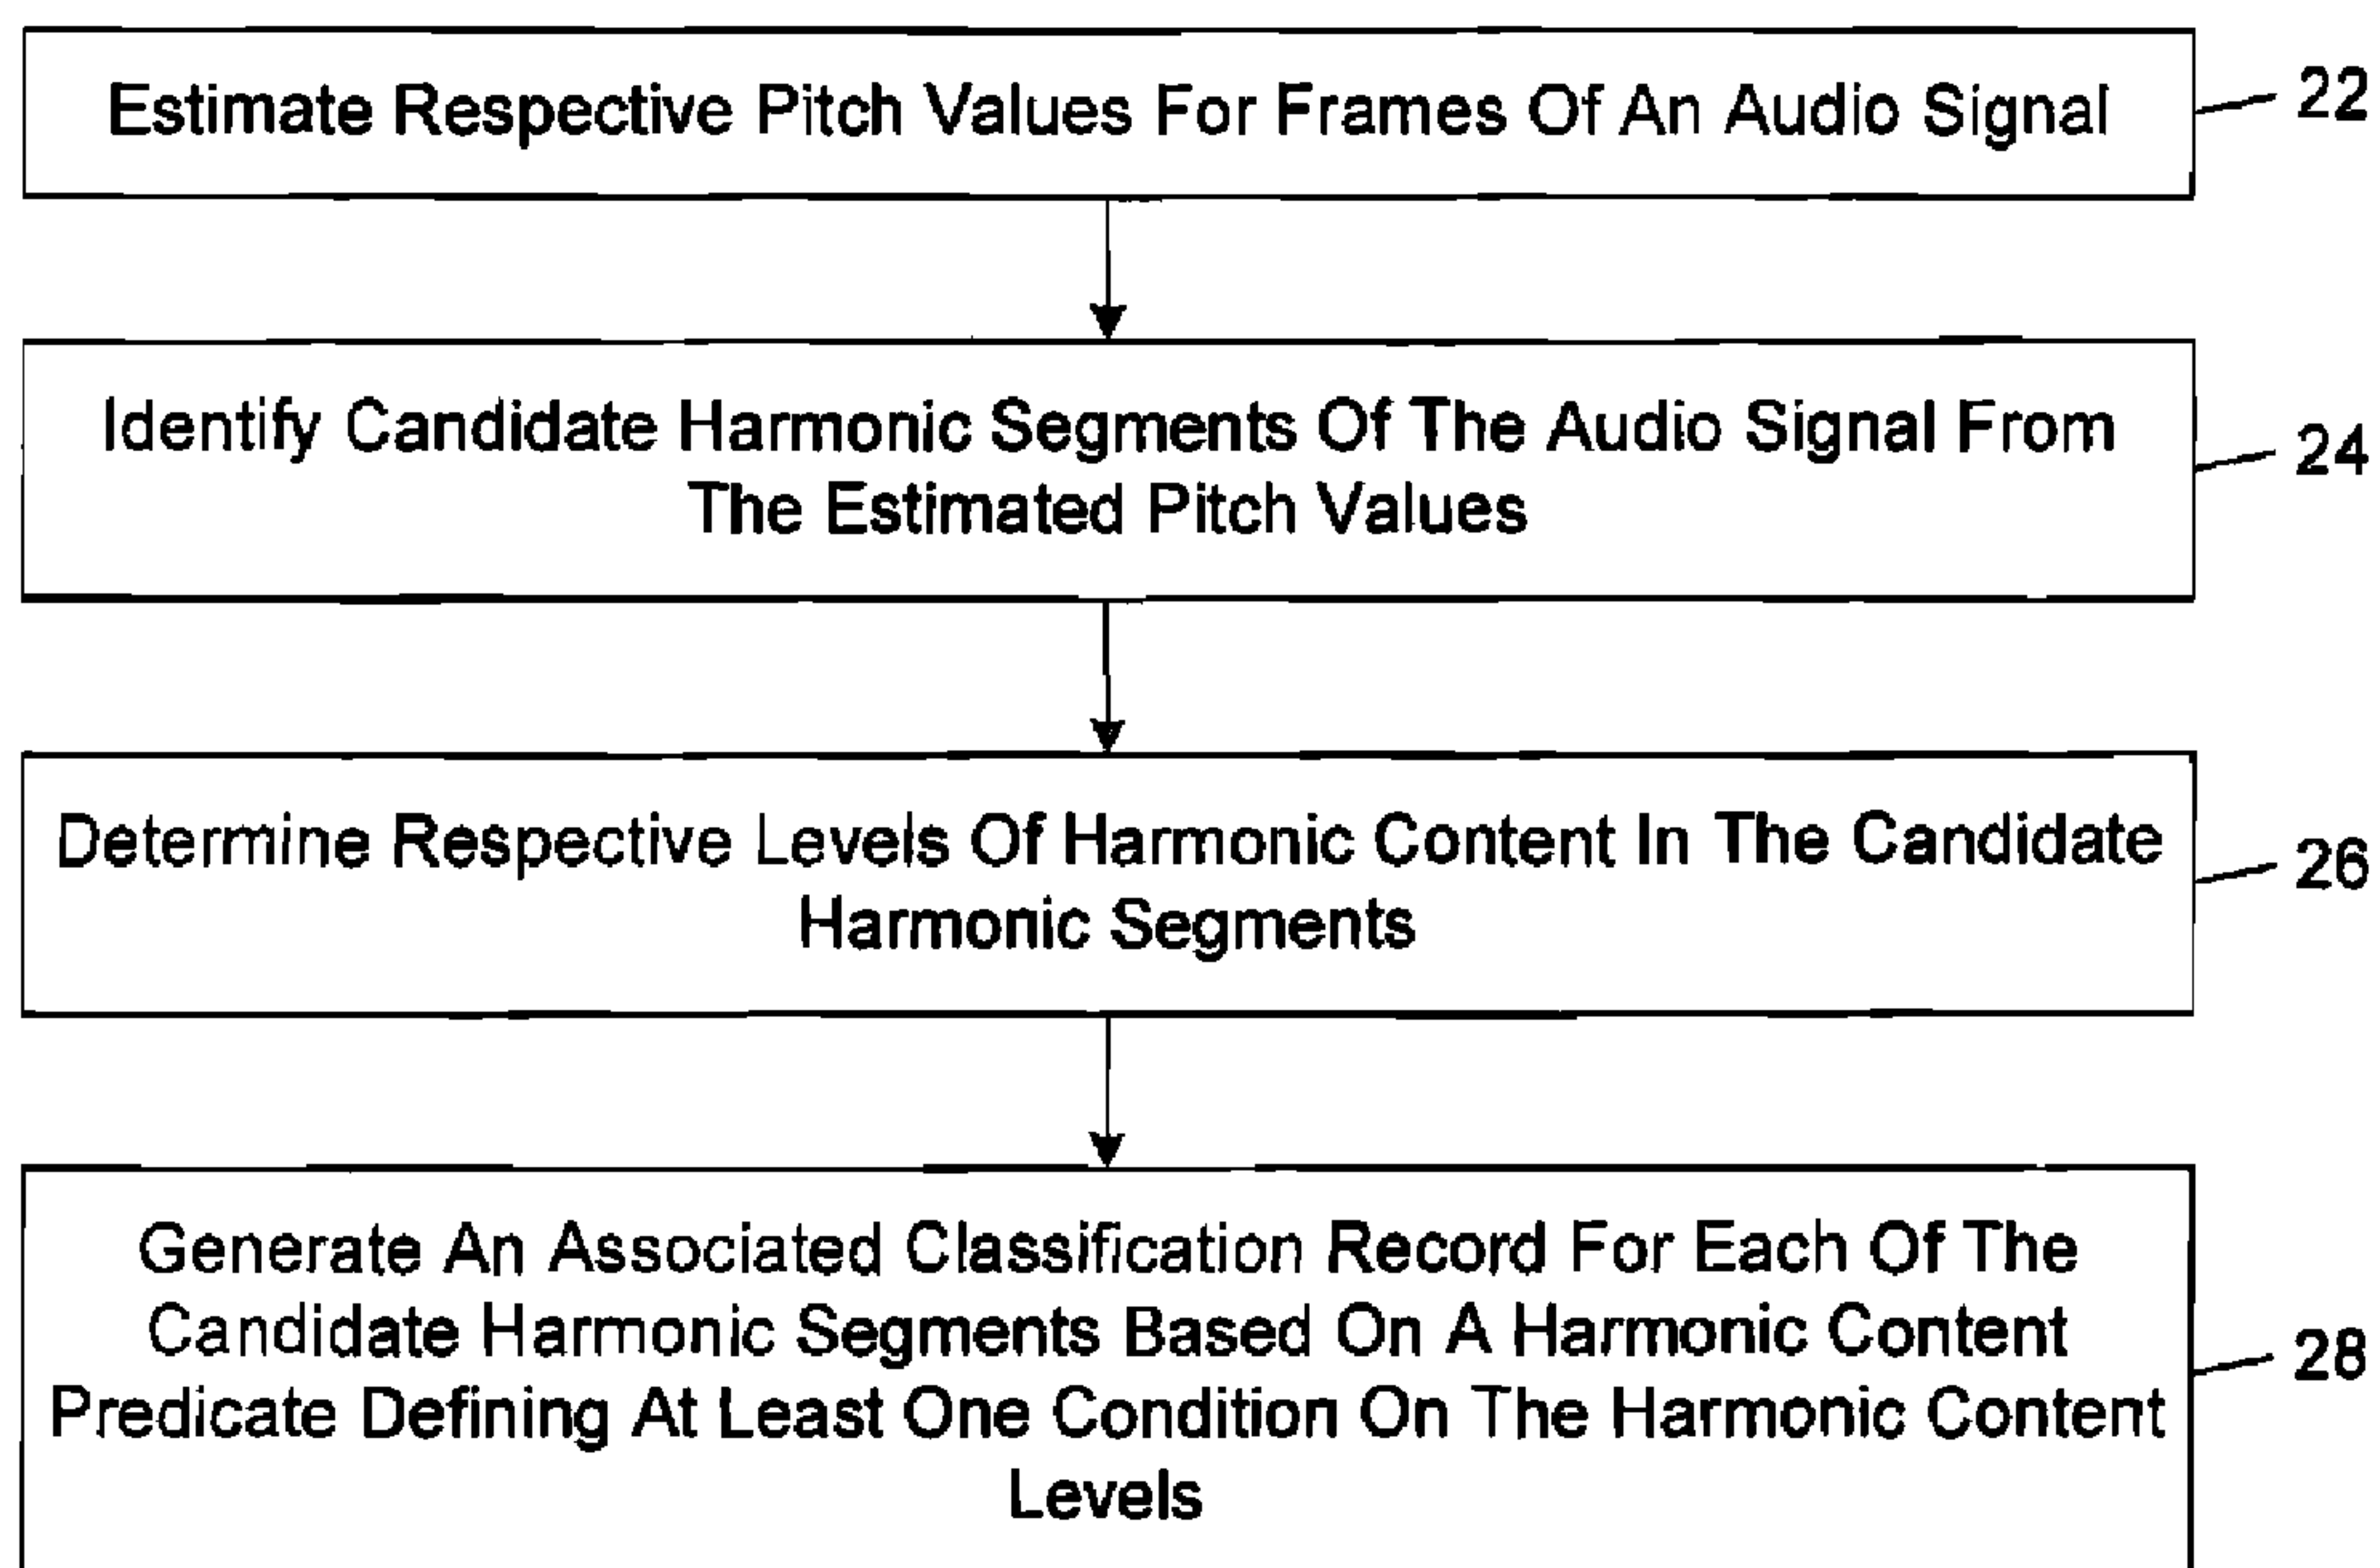 Estimate Respective Pitch Values For Frames Of An Audio Signal
22
Identify Candidate Harmonic Segments Of The Audio Signal From
The Estimated Pitch Values
24
Determine Respective Levels Of Harmonic Content In The Candidate
Harmonic Segments
26
Generate An Associated Classification Record For Each Of The
Candidate Harmonic Segments Based On A Harmonic Content
Predicate Defining At Least One Condition On The Harmonic Content
Levels
28